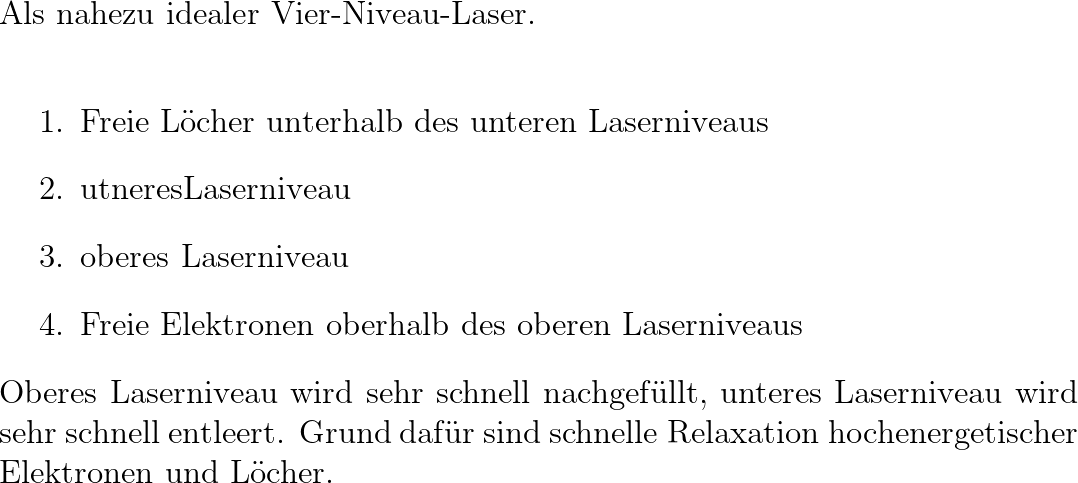 Als nahezu idealer Vier-Niveau-Laser.
1. Freie Löcher unterhalb des unteren Laserniveaus
2. utneresLaserniveau
3. oberes Laserniveau
4. Freie Elektronen oberhalb des oberen Laserniveaus
Oberes Laserniveau wird sehr schnell nachgefüllt, unteres Laserniveau wird
sehr schnell entleert. Grund dafür sind schnelle Relaxation hochenergetischer
Elektronen und Löcher.